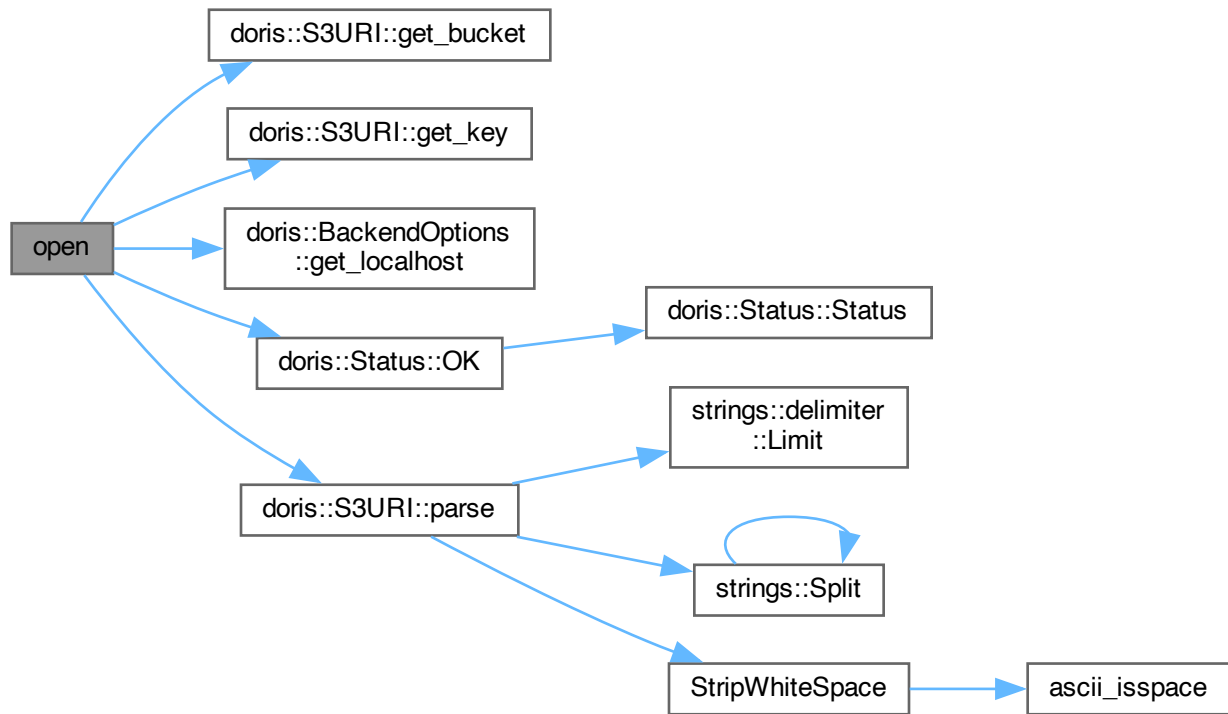 doris::S3URI::get_bucket
doris::S3URI::get_key
open
doris::BackendOptions
::get_localhost
doris::Status::OK
doris::Status::Status
strings::delimiter
::Limit
doris::S3URI::parse
strings::Split
StripWhiteSpace
ascii_isspace